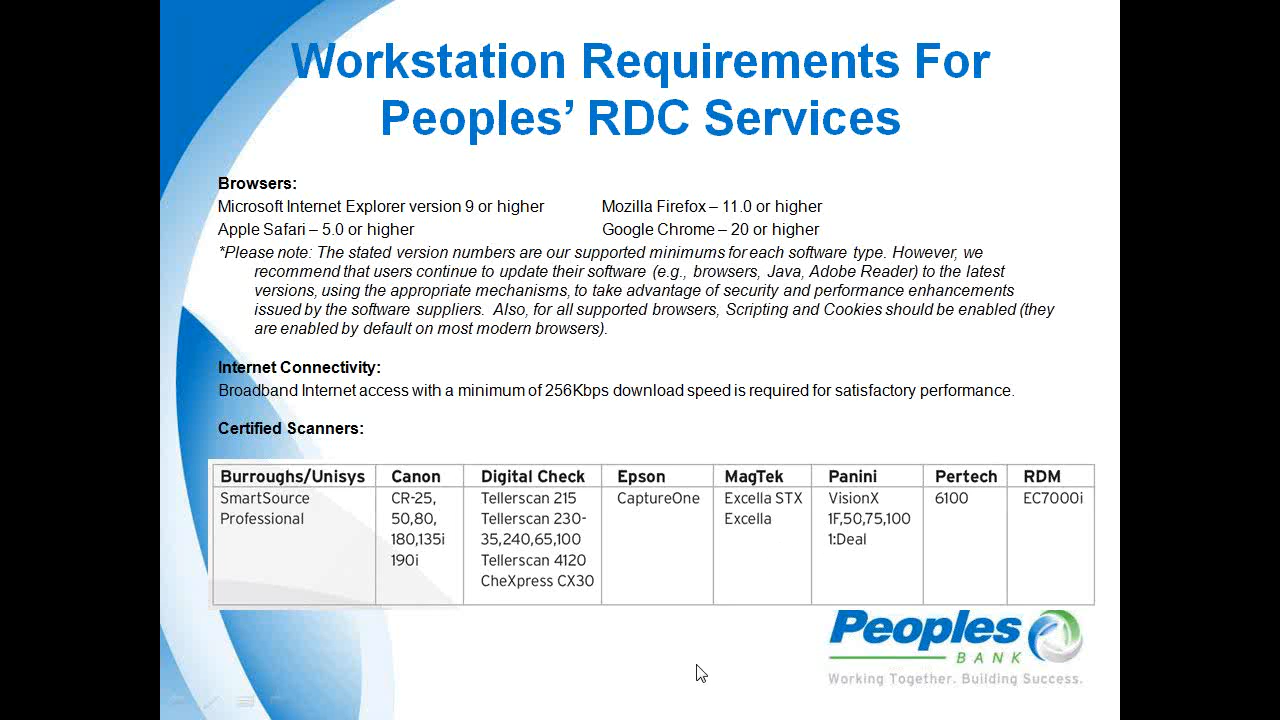 Workstation Requirements For
Peoples' RDC Services
Browsers:
Microsoft Internet Explorer version 9 or higher Mozilla Firefox – 11.0 or higher
Apple Safari – 5.0 or higher Google Chrome – 20 or higher
*Please note: The stated version numbers are our supported minimums for each software type. However, we
recommend that users continue to update their software (e.g., browsers, Java, Adobe Reader) to the latest
versions, using the appropriate mechanisms, to take advantage of security and performance enhancements
issued by the software suppliers. Also, for all supported browsers, Scripting and Cookies should be enabled (they
are enabled by default on most modern browsers).
Internet Connectivity:
Broadband Internet access with a minimum of 256Kbps download speed is required for satisfactory performance.
Certified Scanners:
Burroughs/Unisys Canon Digital Check Epson MagTek Panini Pertech RDM
SmartSource CR-25, Tellerscan 215 CaptureOne Excella STX VisionX 6100 EC7000i
Professional 50,80, Tellerscan 230- Excella 1F,50,75,100
180,135i 35,240,65,100 1:Deal
190i Tellerscan 4120
CheXpress CX30
Peoples
BANK
Working Together. Building Success.